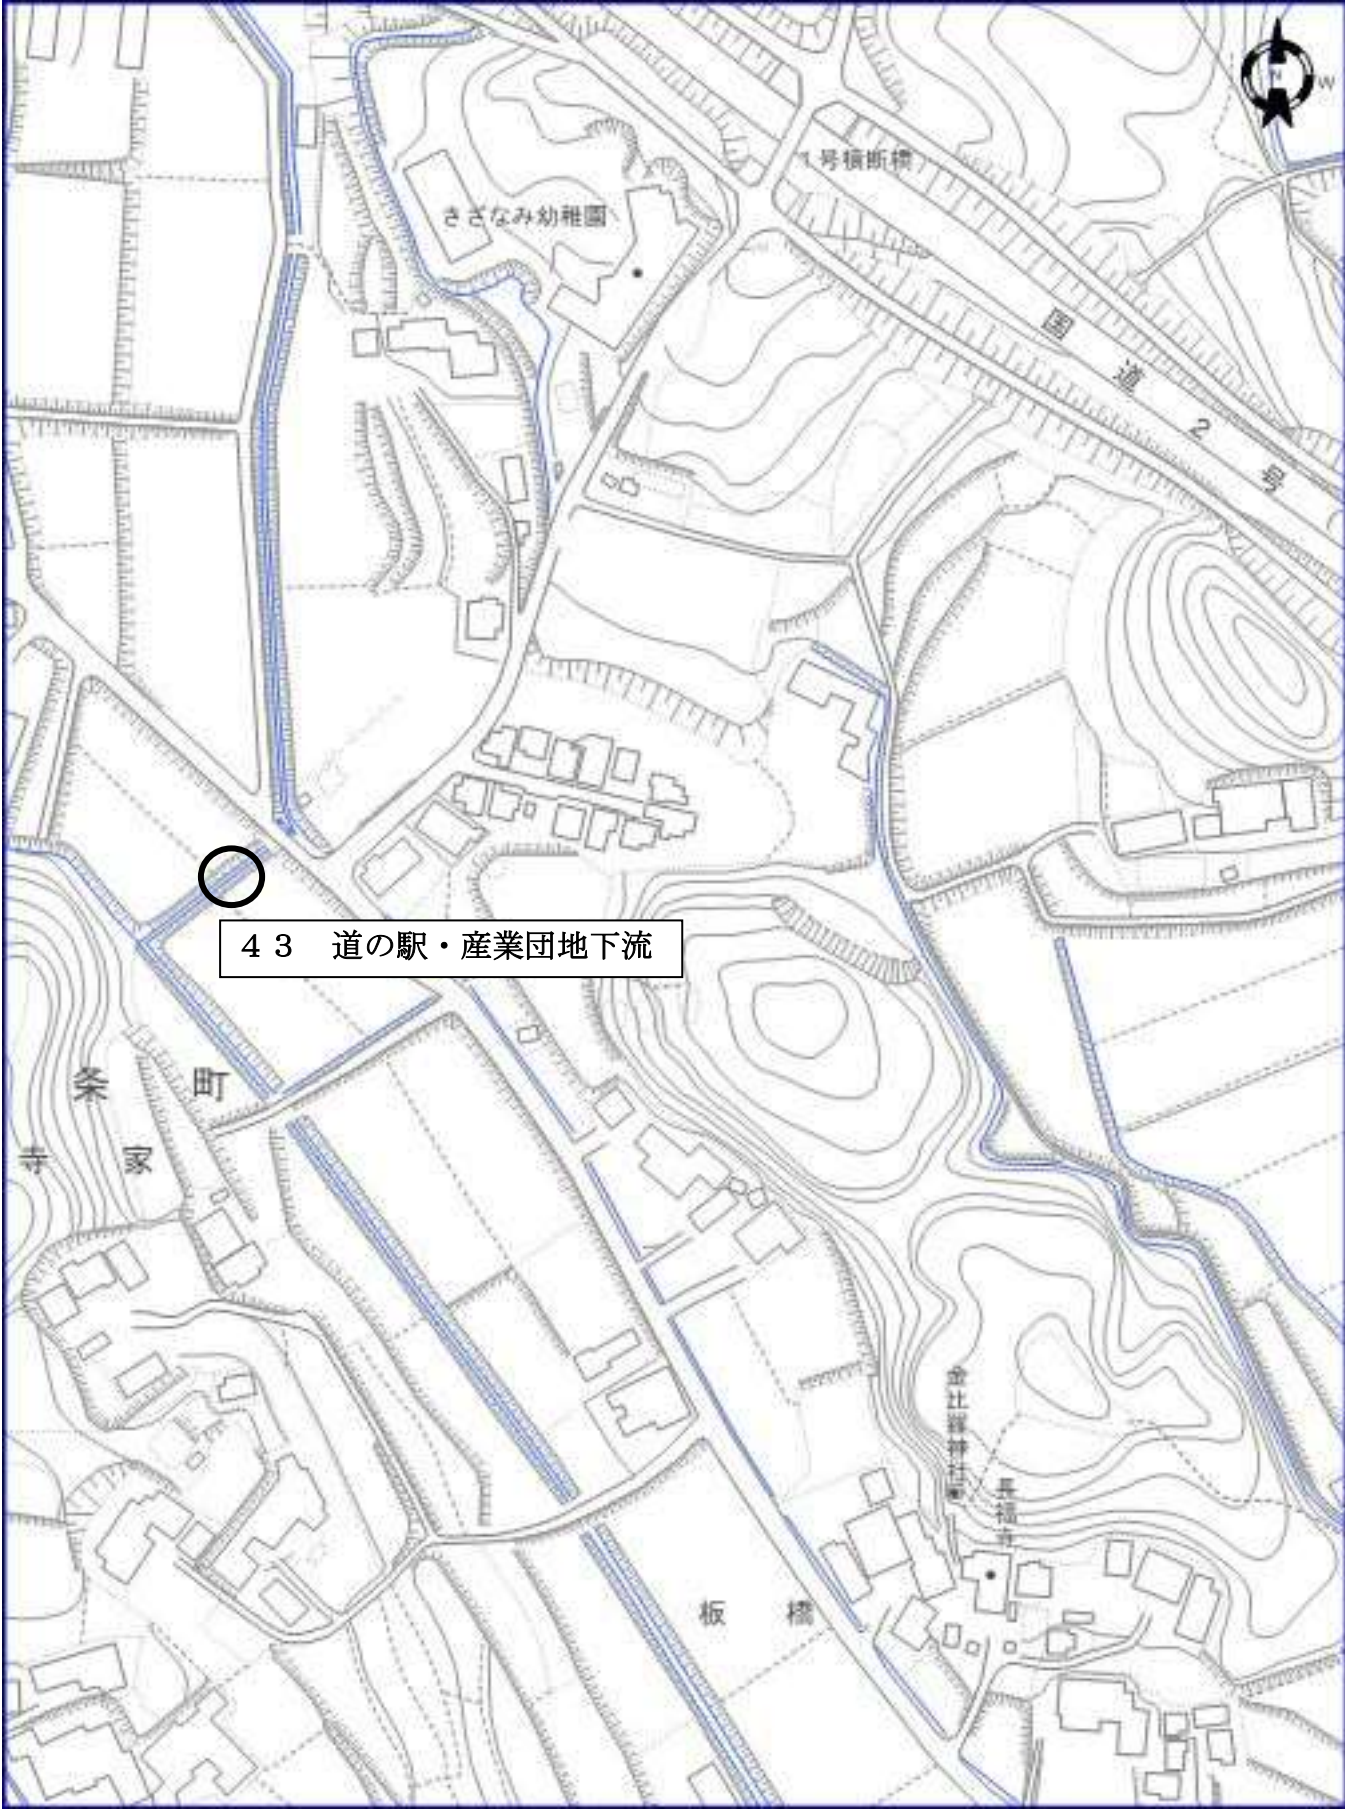 N
W
1号横断橋
さざなみ幼稚園
国道2号
43 道の駅・産業団地下流
条町
寺家
金比羅神社
長福寺
板橋